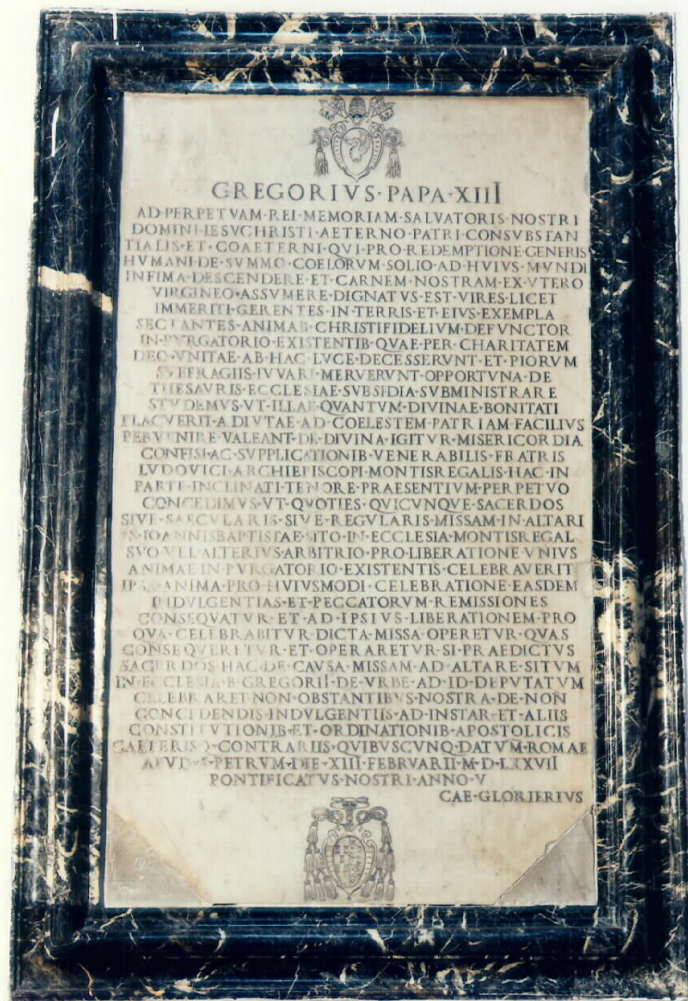 GREGORIVS·PAPA·XIII
AD·PERPETVAM·REI·MEMORIAM·SALVATORIS·NOSTRI
DOMINI·IESVCHRISTI·AETERNO·PATRI·CONSVBSTAN
TIALIS·ET·COAETERNI·QVI·PRO·REDEMPTIONE·GENERIS
HVMANI·DE·SVMMO·COELORVM·SOLIO·AD·HVIVS·MVNDI
INFIMA·DESCENDERE·ET·CARNEM·NOSTRAM·EX·VTERO
VIRGINEO·ASSVMERE·DIGNATVS·EST·VIRES·LICET
IMMERITI·GERENTES·IN·TERRIS·ET·EIVS·EXEMPLA
SECTANTES·ANIMAB·CHRISTIFIDELIVM·DEFVNCTOR
IN·PVRGATORIO·EXISTENTIB·QVAE·PER·CHARITATEM
DEO·VNITAE·AB·HAC·LVCE·DECESSERVNT·ET·PIORVM
SVFFRAGIIS·IVVARI·MERVERVNT·OPPORTVNA·DE
THESAVRIS·ECCLESIAE·SVBSIDIA·SVBMINISTRARE
STVDEMVS·VT·ILLAE·QVANTVM·DIVINAE·BONITATI
PLACVERIT·ADIVTAE·AD·COELESTEM·PATRIAM·FACILIVS
PERVENIRE·VALEANT·DE·DIVINA·IGITVR·MISERICORDIA
CONFISI·AC·SVPPLICATIONIB·VENERABILIS·FRATRIS
LVDOVICI·ARCHIEPISCOPI·MONTISREGALIS·HAC·IN
PARTE·INCLINATI·TENORE·PRAESENTIVM·PERPETVO
CONCEDIMVS·VT·QVOTIES·QVICVNQVE·SACERDOS
SIVE·SAECVLARIS·SIVE·REGVLARIS·MISSAM·IN·ALTARI
S·IOANNISBAPTISTAE·SITO·IN·ECCLESIA·MONTISREGAL
SVO·VEL·ALTERIVS·ARBITRIO·PRO·LIBERATIONE·VNIVS
ANIMAE·IN·PVRGATORIO·EXISTENTIS·CELEBRAVERIT
IPSA·ANIMA·PRO·HVIVSMODI·CELEBRATIONE·EASDEM
INDVLGENTIAS·ET·PECCATORVM·REMISSIONES
CONSEQVATVR·ET·AD·IPSIVS·LIBERATIONEM·PRO
QVA·CELEBRABITVR·DICTA·MISSA·OPERETVR·QVAS
CONSEQVERETVR·ET·OPERARETVR·SI·PRAEDICTVS
SACERDOS·HAC·DE·CAVSA·MISSAM·AD·ALTARE·SITVM
IN·ECCLESIA·B·GREGORII·DE·VRBE·AD·ID·DEPVTATVM
CELEBRARET·NON·OBSTANTIBVS·NOSTRA·DE·NON
CONCEDENDIS·INDVLGENTIIS·AD·INSTAR·ET·ALIIS
CONSTITVTIONIB·ET·ORDINATIONIB·APOSTOLICIS
CAETERISQ·CONTRARIIS·QVIBVSCVNQ·DATVM·ROMAE
APVD·S·PETRVM·DIE·XIII·FEBRVARII·M·D·LXXVII
PONTIFICATVS·NOSTRI·ANNO·V
CAE·GLORIERIVS